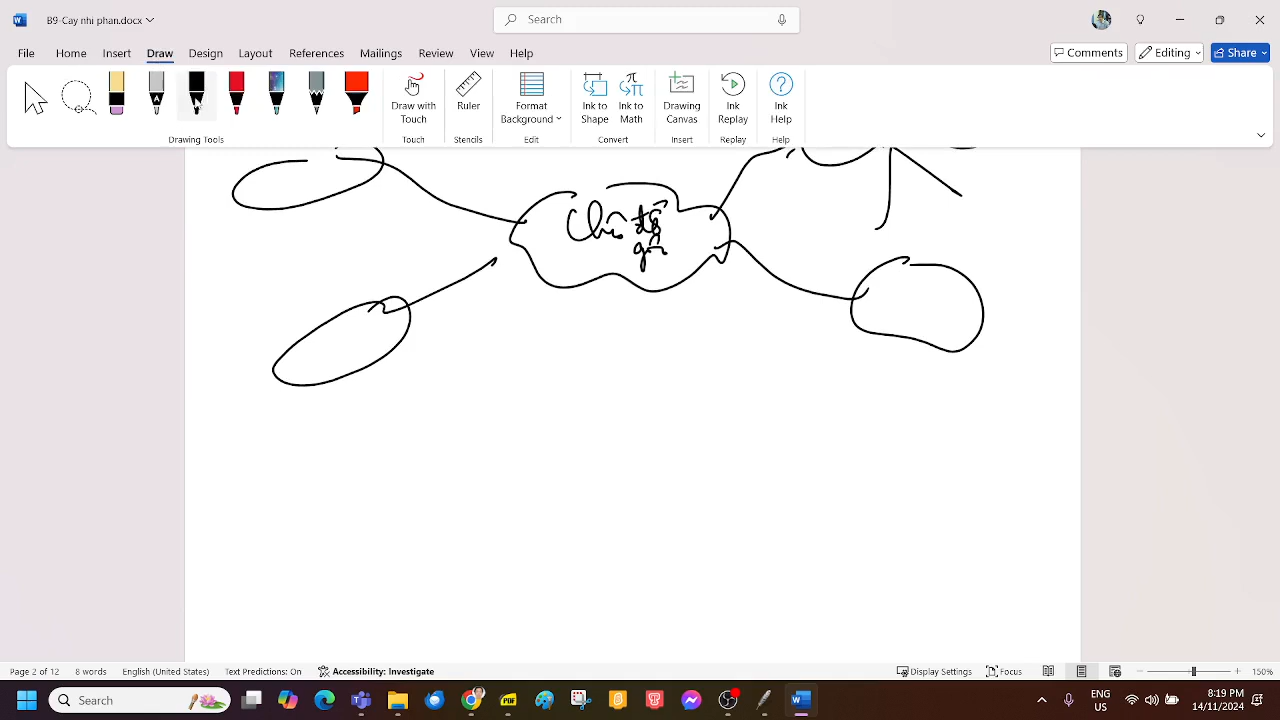 B9-Cay nhi phan.docx
Search
File Home Insert Draw Design Layout References Mailings Review View Help
Comments Editing Share
Draw with Touch
Ruler
Format Background
Ink to Shape
Ink to Math
Drawing Canvas
Ink Replay
Ink Help
Drawing Tools Touch Stencils Edit Convert Insert Replay Help
Page 2 of 12 8 words English (United States) Text Predictions: On Accessibility: Investigate Display Settings Focus 150%
Search
PDF
ENG US
8:19 PM
14/11/2024